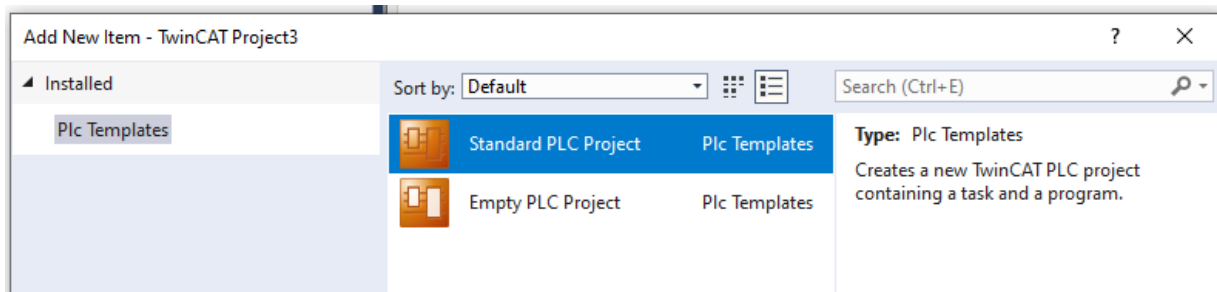 Add New Item - TwinCAT Project3
?
Installed
Plc Templates
Sort by: Default
Search (Ctrl+E)
Standard PLC Project Plc Templates
Empty PLC Project Plc Templates
Type: Plc Templates
Creates a new TwinCAT PLC project
containing a task and a program.